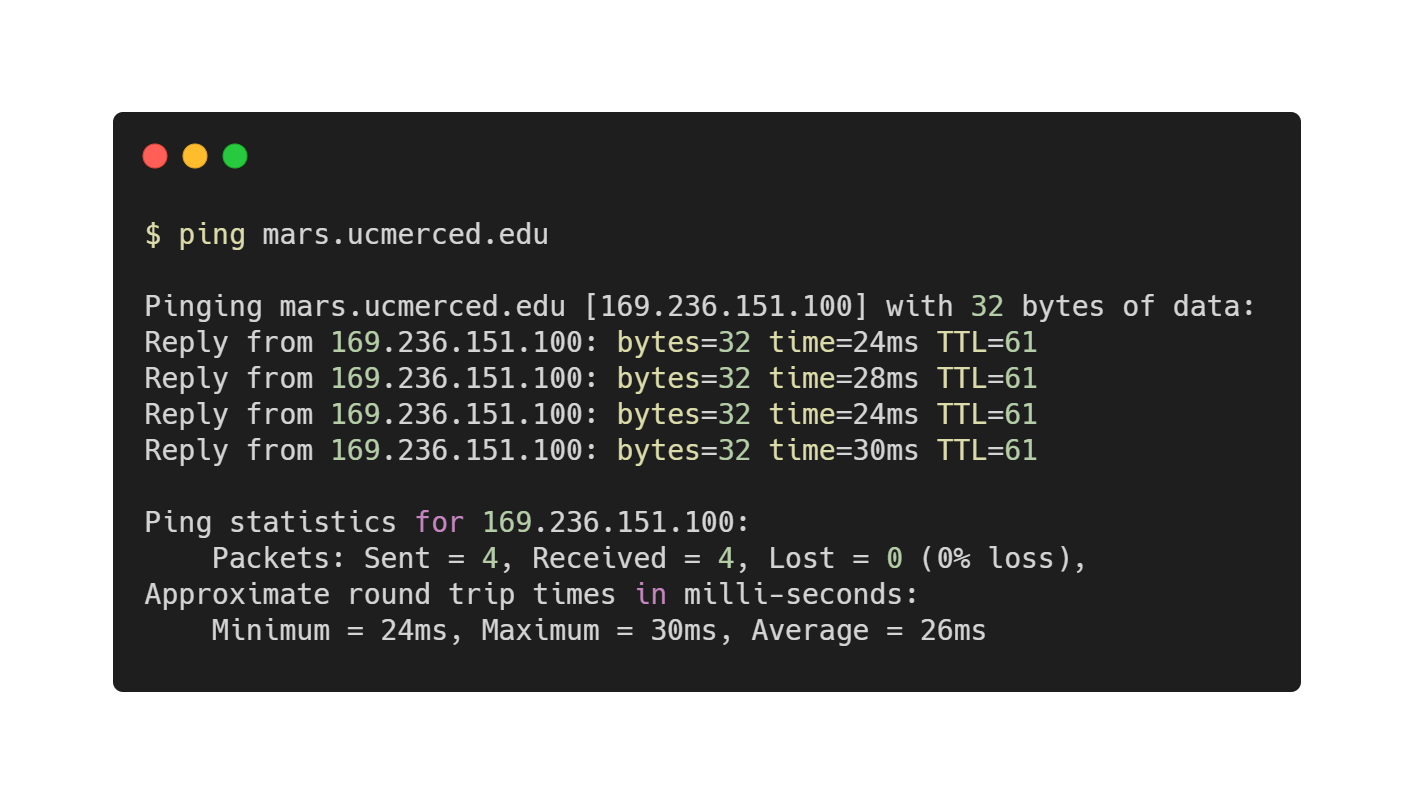 $ ping mars.ucmerced.edu
Pinging mars.ucmerced.edu [169.236.151.100] with 32 bytes of data:
Reply from 169.236.151.100: bytes=32 time=24ms TTL=61
Reply from 169.236.151.100: bytes=32 time=28ms TTL=61
Reply from 169.236.151.100: bytes=32 time=24ms TTL=61
Reply from 169.236.151.100: bytes=32 time=30ms TTL=61
Ping statistics for 169.236.151.100:
    Packets: Sent = 4, Received = 4, Lost = 0 (0% loss),
Approximate round trip times in milli-seconds:
    Minimum = 24ms, Maximum = 30ms, Average = 26ms